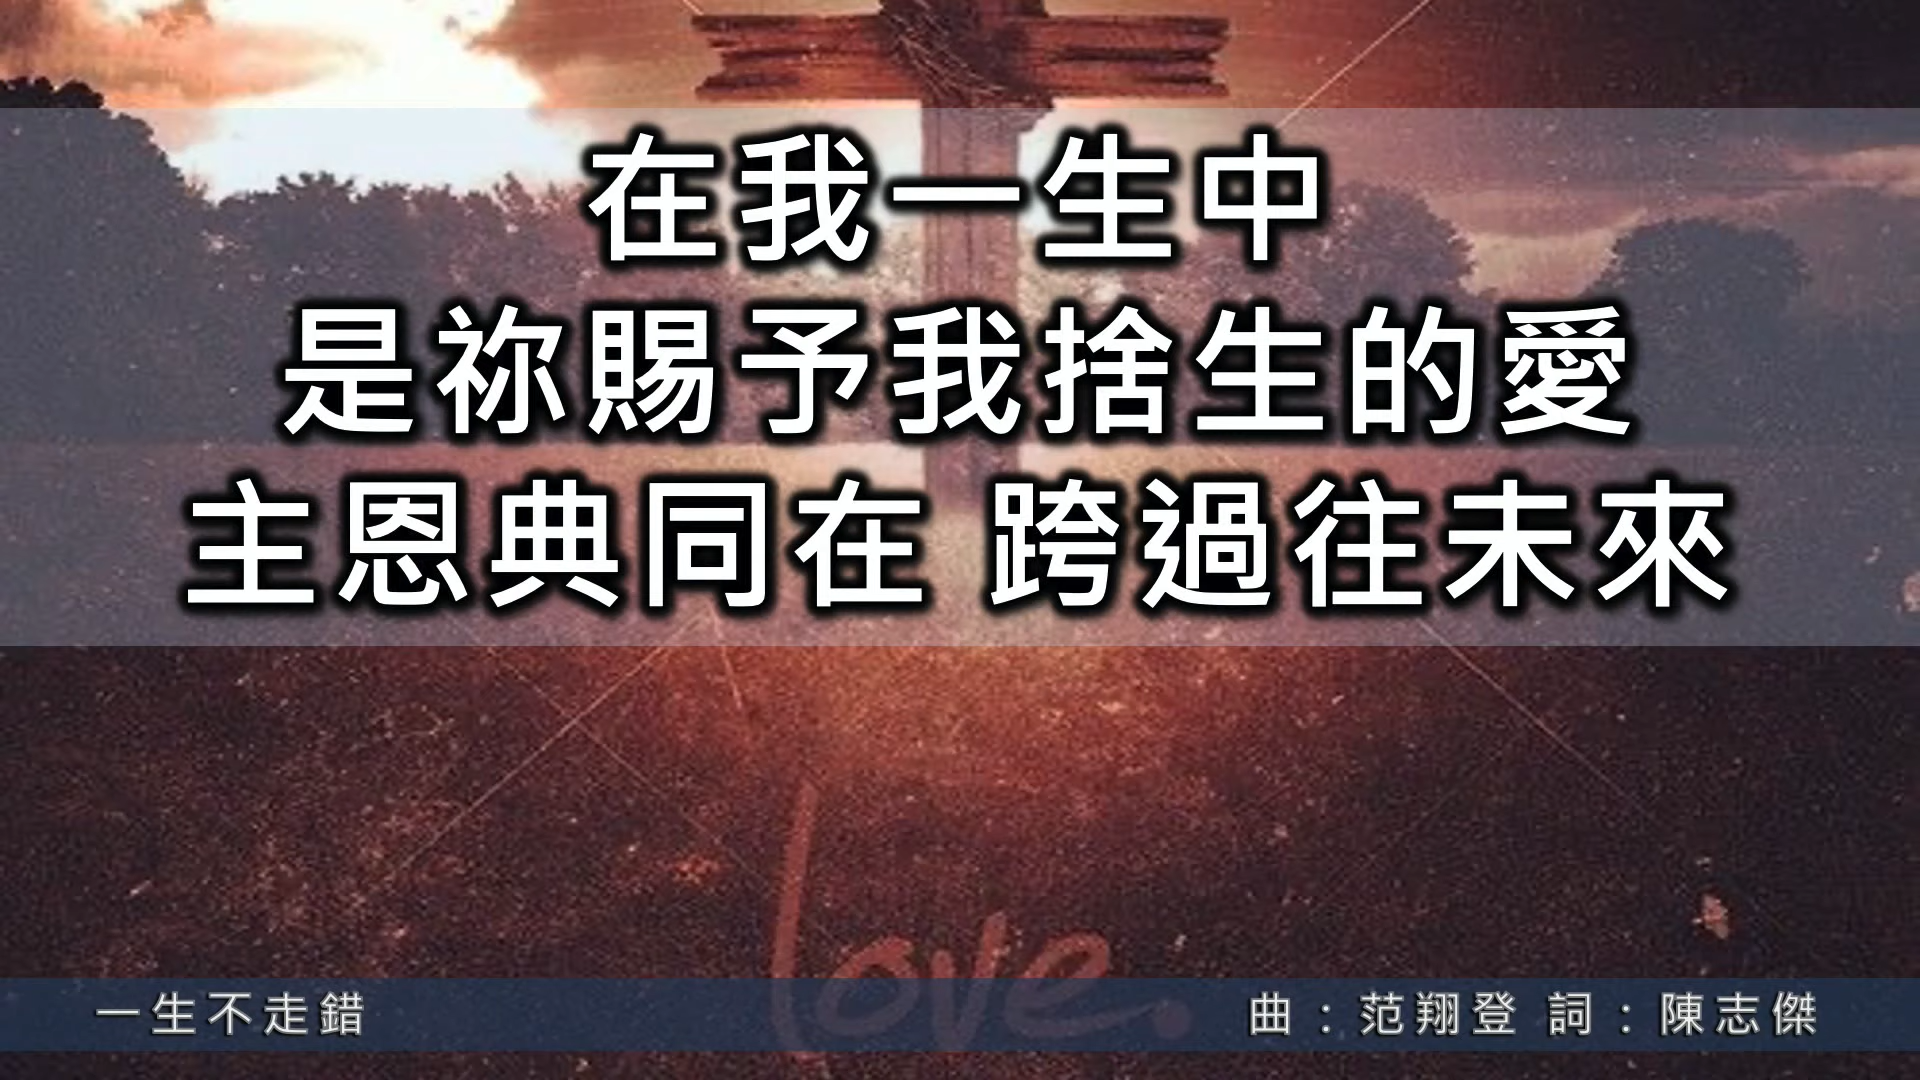 在我一生中
是祢賜予我捨生的愛
主恩典同在 跨過往未來
love.
一生不走錯
曲：范翔登 詞：陳志傑